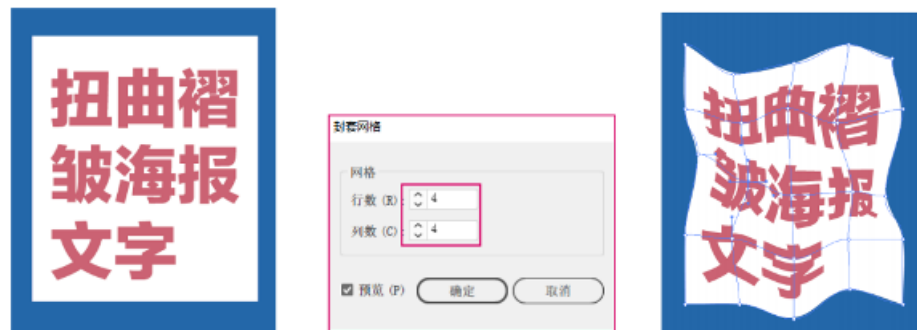 扭曲褶
皱海报
文字
封套网格
网格
行数 (R): 4
列数 (C): 4
预览 (P)
确定
取消
扭曲褶
皱海报
文字